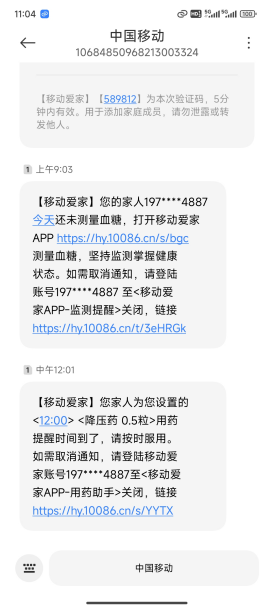 11:04
HD 5G 5G 100
中国移动
10684850968213003324
【移动爱家】【589812】为本次验证码，5分
钟内有效。用于添加家庭成员，请勿泄露或转
发他人。
1 上午9:03
【移动爱家】您的家人197****4887
今天还未测量血糖，打开移动爱家
APP https://hy.10086.cn/s/bgc
测量血糖，坚持监测掌握健康
状态。如需取消通知，请登陆
账号197****4887 至<移动爱
家APP-监测提醒>关闭，链接
https://hy.10086.cn/t/3eHRGk
1 中午12:01
【移动爱家】您家人为您设置的
<12:00> <降压药 0.5粒>用药
提醒时间到了，请按时服用。
如需取消通知，请登陆移动爱
家账号197****4887至<移动爱
家APP-用药助手>关闭，链接
https://hy.10086.cn/s/YYTX
中国移动